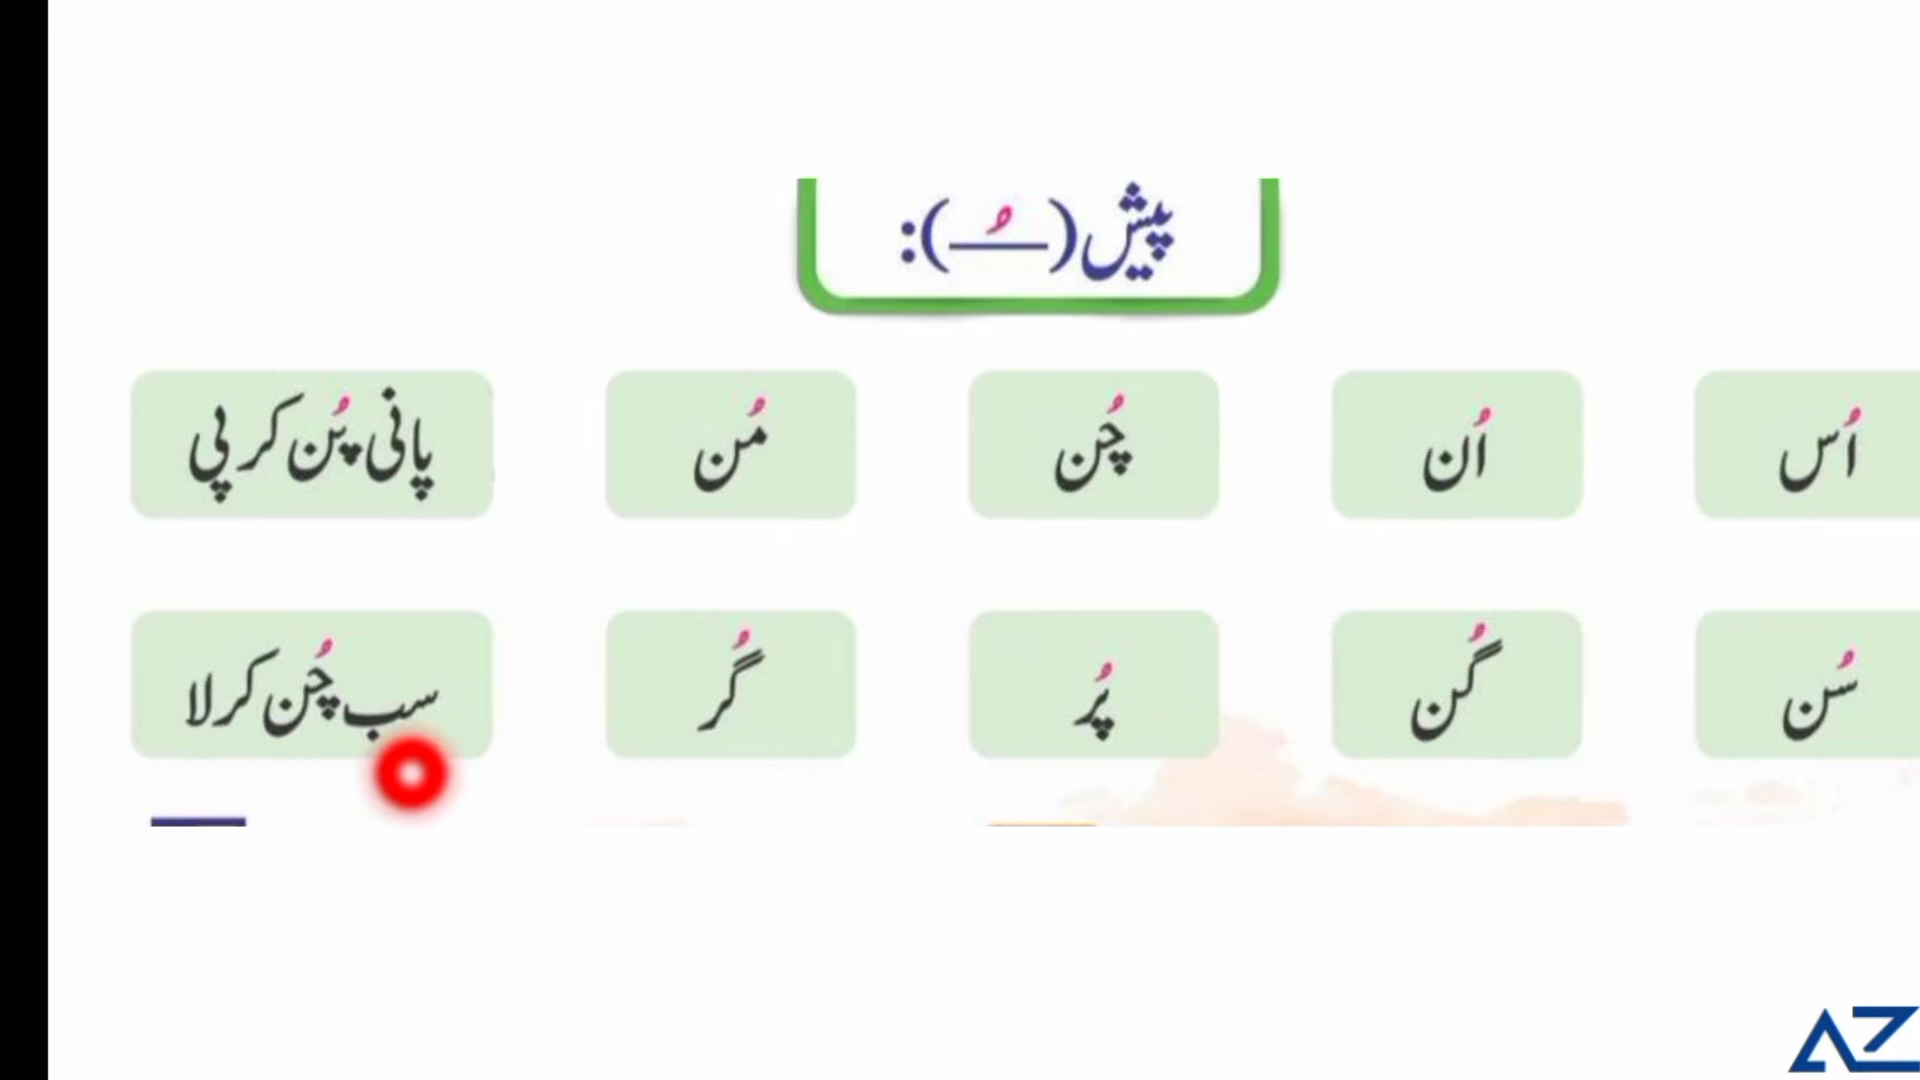 پیش (ـُـ):
اُس اُن چُن مُن پانی پُن کر پی
سُن گُن پُر گُر سب چُن کر لا
AZ